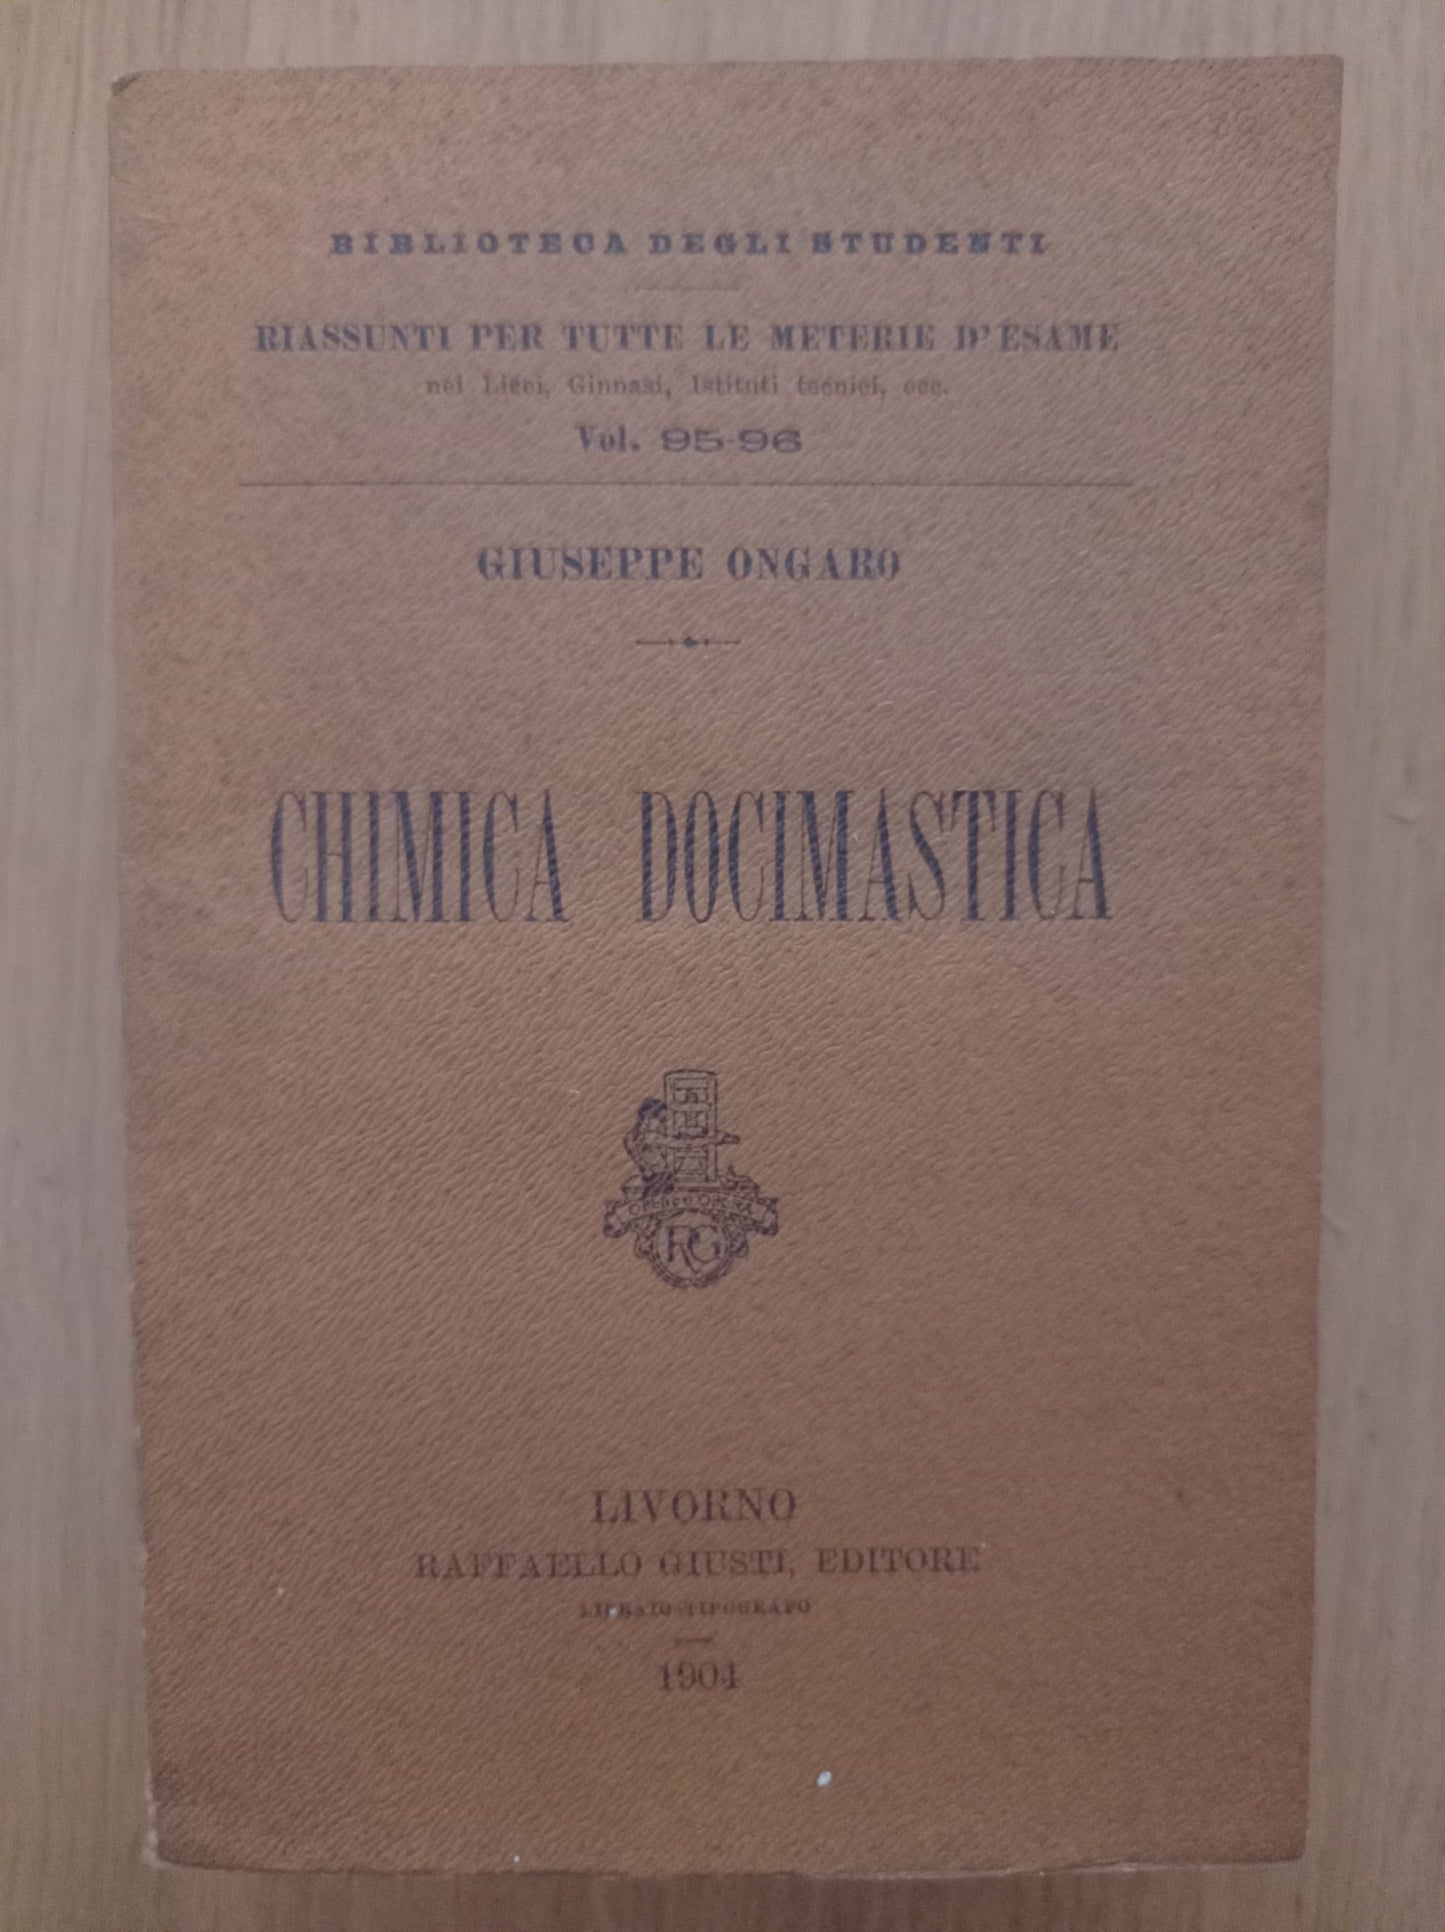 BIBLIOTECA DEGLI STUDENTI
RIASSUNTI PER TUTTE LE METERIE D'ESAME
nei Licei, Ginnasi, Istituti tecnici, ecc.
Vol. 95-96
GIUSEPPE ONGARO
CHIMICA DOCIMASTICA
RG
LIVORNO
RAFFAELLO GIUSTI, EDITORE
LIBRAIO-TIPOGRAFO
1904